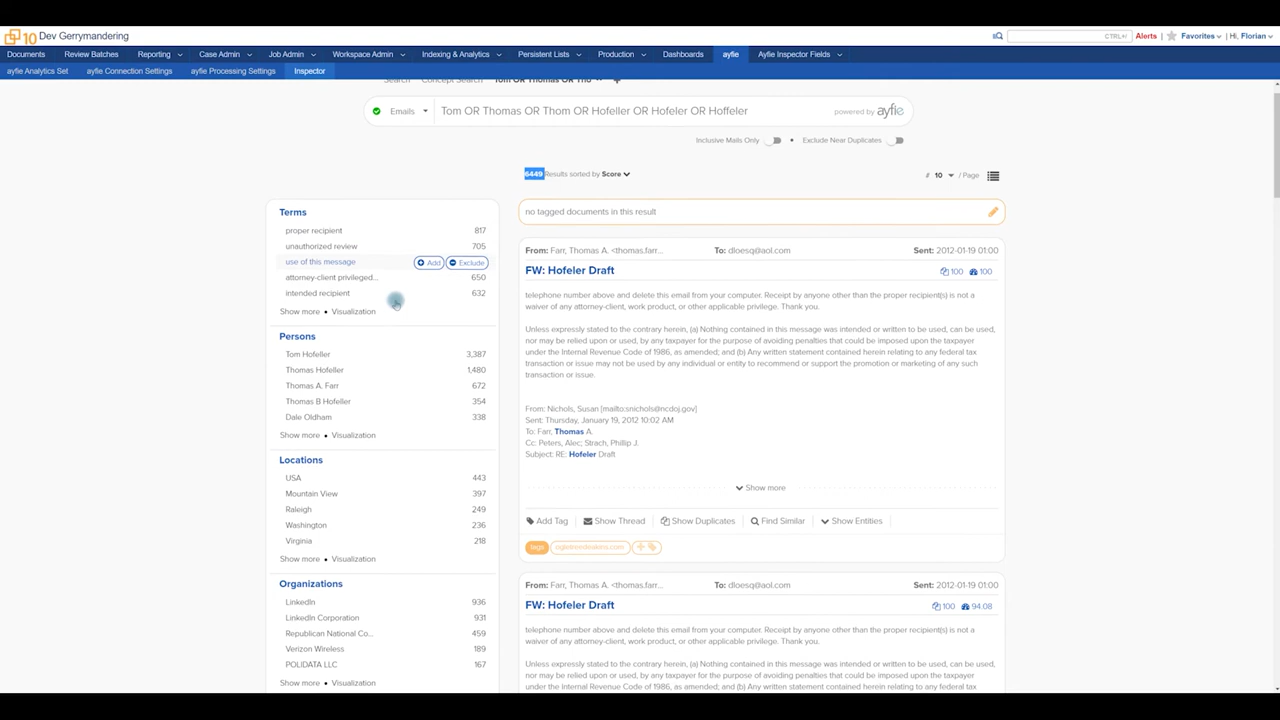 10 Dev Gerrymandering
CTRL+/ Alerts Favorites Hi, Florian
Documents Review Batches Reporting Case Admin Job Admin Workspace Admin Indexing & Analytics Persistent Lists Production Dashboards ayfie Ayfie Inspector Fields
ayfie Analytics Set ayfie Connection Settings ayfie Processing Settings Inspector
Search Concept Search Tom OR Thomas OR Tho
Emails Tom OR Thomas OR Thom OR Hofeller OR Hofeler OR Hoffeler powered by ayfie
Inclusive Mails Only • Exclude Near Duplicates
6449 Results sorted by Score # 10 / Page
Terms
proper recipient 817
unauthorized review 705
use of this message Add Exclude
attorney-client privileged... 650
intended recipient 632
Show more • Visualization
Persons
Tom Hofeller 3,387
Thomas Hofeller 1,480
Thomas A. Farr 672
Thomas B Hofeller 354
Dale Oldham 338
Show more • Visualization
Locations
USA 443
Mountain View 397
Raleigh 249
Washington 236
Virginia 218
Show more • Visualization
Organizations
LinkedIn 936
LinkedIn Corporation 931
Republican National Co... 459
Verizon Wireless 189
POLIDATA LLC 167
Show more • Visualization
no tagged documents in this result
From: Farr, Thomas A. <thomas.farr... To: dloesq@aol.com Sent: 2012-01-19 01:00
FW: Hofeler Draft 100 100
telephone number above and delete this email from your computer. Receipt by anyone other than the proper recipient(s) is not a
waiver of any attorney-client, work product, or other applicable privilege. Thank you.
Unless expressly stated to the contrary herein, (a) Nothing contained in this message was intended or written to be used, can be used,
nor may be relied upon or used, by any taxpayer for the purpose of avoiding penalties that could be imposed upon the taxpayer
under the Internal Revenue Code of 1986, as amended; and (b) Any written statement contained herein relating to any federal tax
transaction or issue may not be used by any individual or entity to recommend or support the promotion or marketing of any such
transaction or issue.
From: Nichols, Susan [mailto:snichols@ncdoj.gov]
Sent: Thursday, January 19, 2012 10:02 AM
To: Farr, Thomas A.
Cc: Peters, Alec; Strach, Phillip J.
Subject: RE: Hofeler Draft
Show more
Add Tag Show Thread Show Duplicates Find Similar Show Entities
tags ogletreedeakins.com
From: Farr, Thomas A. <thomas.farr... To: dloesq@aol.com Sent: 2012-01-19 01:00
FW: Hofeler Draft 100 94.08
telephone number above and delete this email from your computer. Receipt by anyone other than the proper recipient(s) is not a
waiver of any attorney-client, work product, or other applicable privilege. Thank you.
Unless expressly stated to the contrary herein, (a) Nothing contained in this message was intended or written to be used, can be used,
nor may be relied upon or used, by any taxpayer for the purpose of avoiding penalties that could be imposed upon the taxpayer